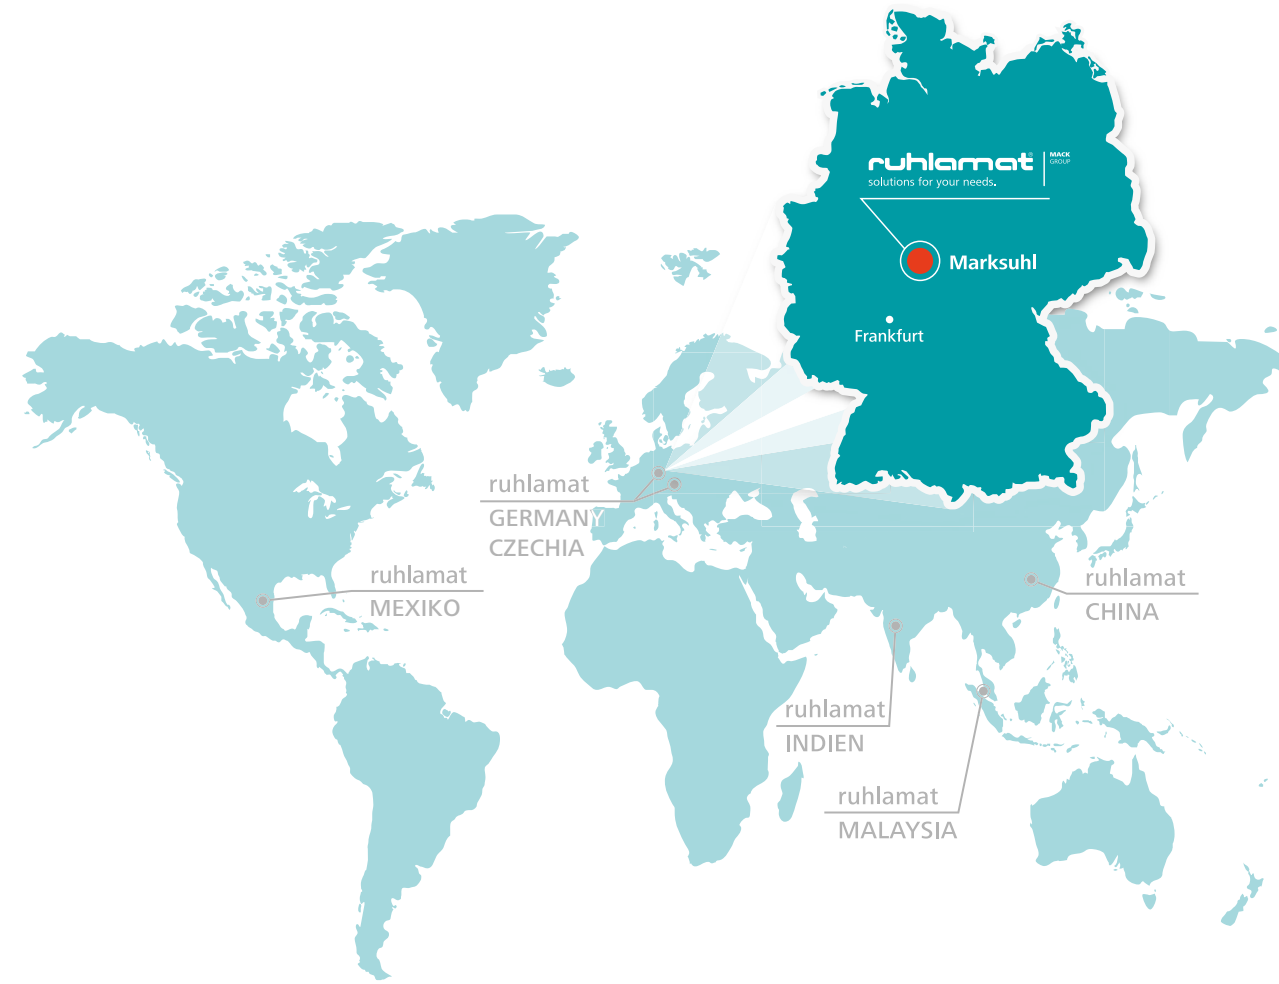 ruhlamat®
MACK
GROUP
solutions for your needs.
Marksuhl
Frankfurt
ruhlamat
GERMANY
CZECHIA
ruhlamat
MEXIKO
ruhlamat
CHINA
ruhlamat
INDIEN
ruhlamat
MALAYSIA